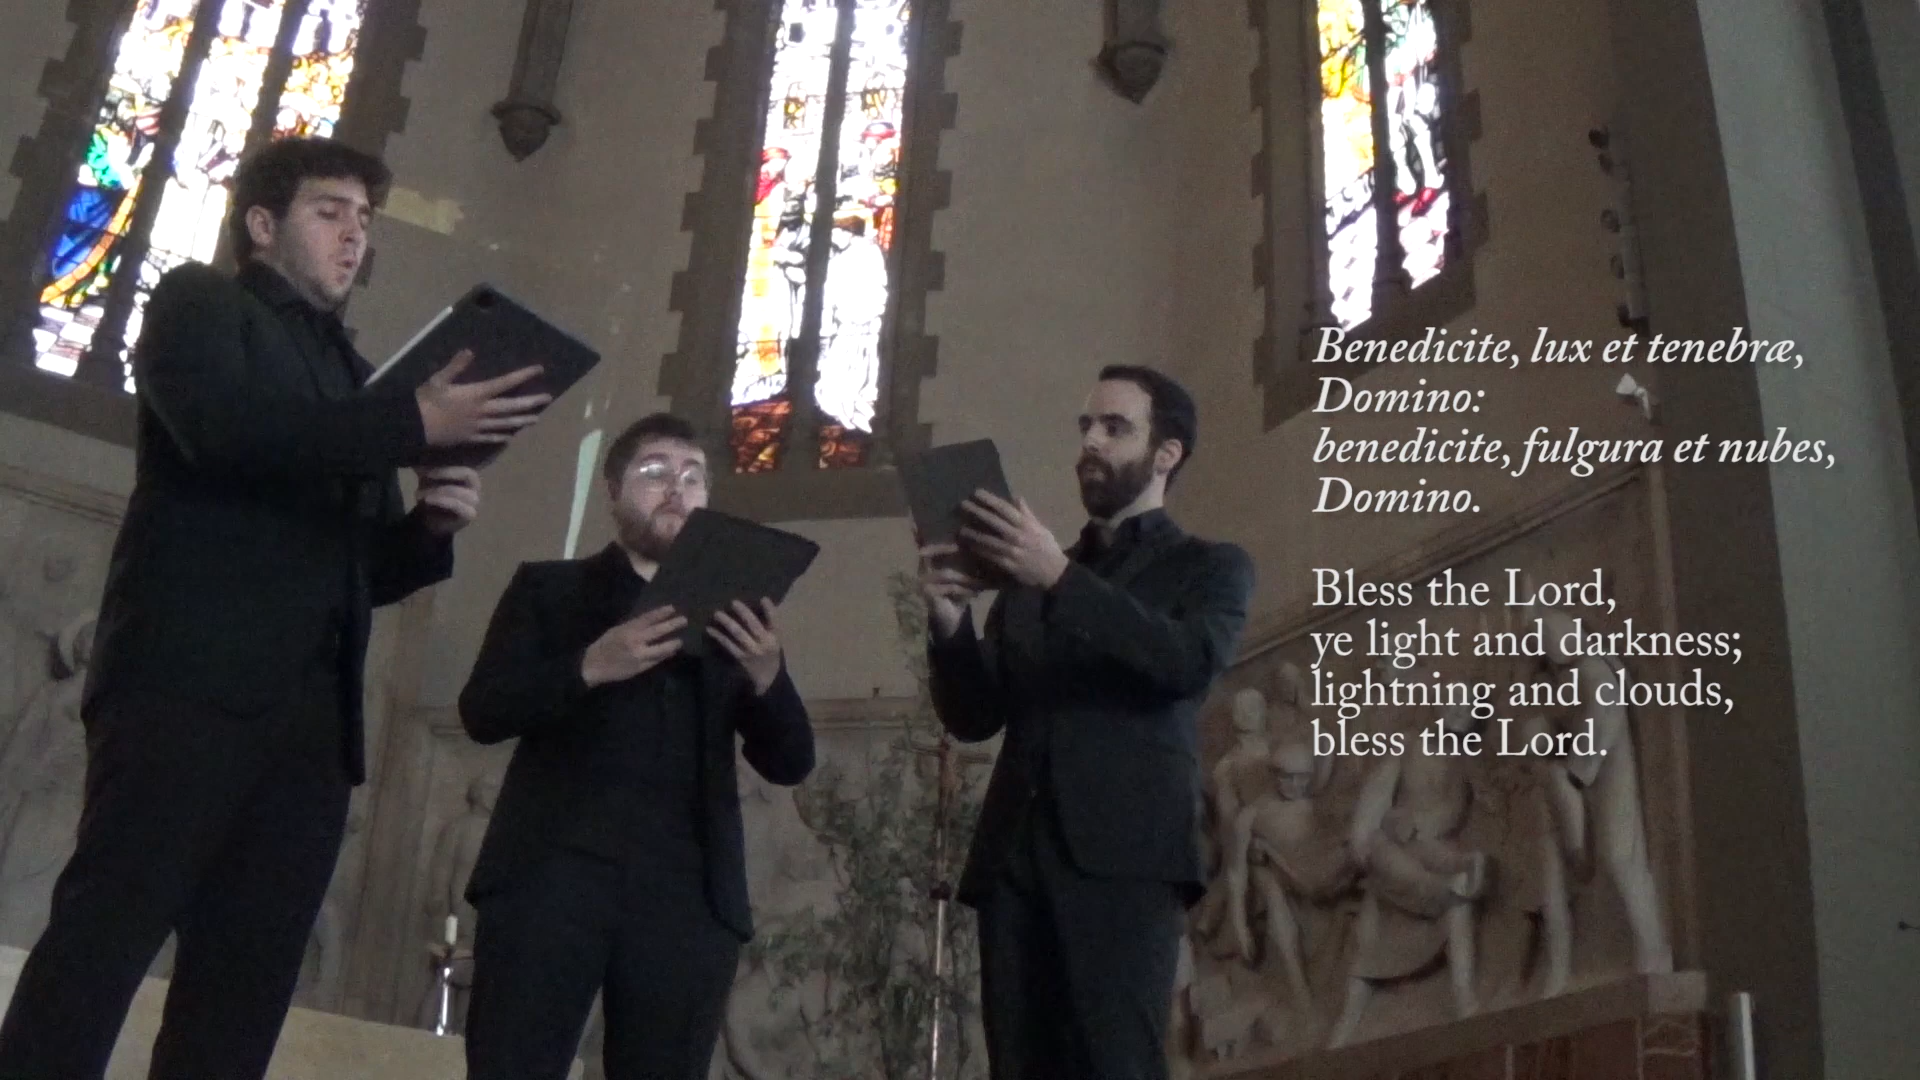 Benedicite, lux et tenebræ,
Domino:
benedicite, fulgura et nubes,
Domino.
Bless the Lord,
ye light and darkness;
lightning and clouds,
bless the Lord.